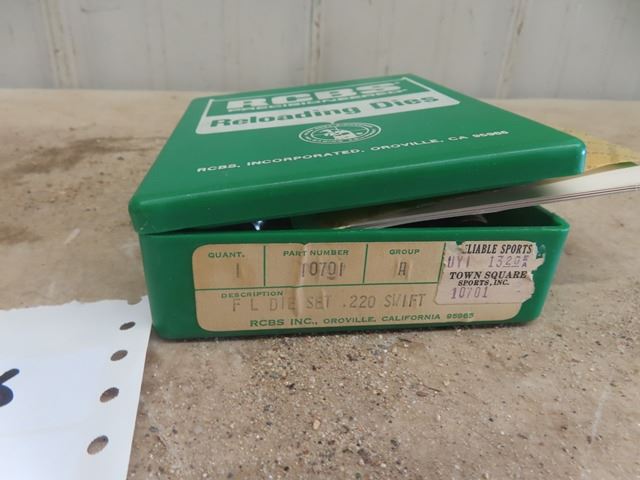 RCBS
Reloading Dies
RCBS, INCORPORATED, OROVILLE, CA 95965
QUANT. PART NUMBER GROUP
1 10701 A
DESCRIPTION
F L DIE SET .220 SWIFT
RCBS INC., OROVILLE, CALIFORNIA 95965
LIABLE SPORTS
TOWN SQUARE
SPORTS, INC.
10701